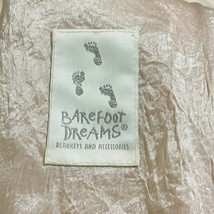 BAREFOOT
DREAMS®
BLANKETS AND ACCESSORIES